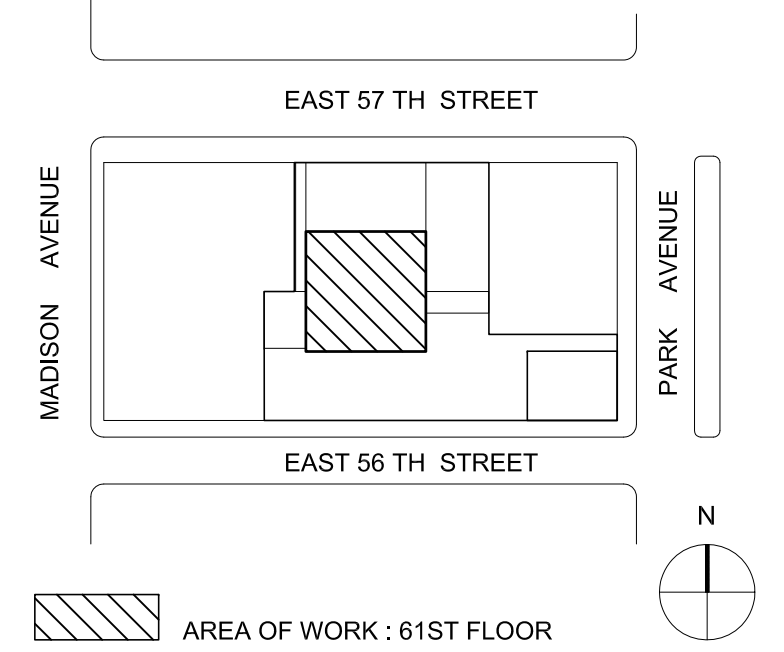 EAST 57 TH STREET
MADISON AVENUE
PARK AVENUE
EAST 56 TH STREET
N
AREA OF WORK : 61ST FLOOR